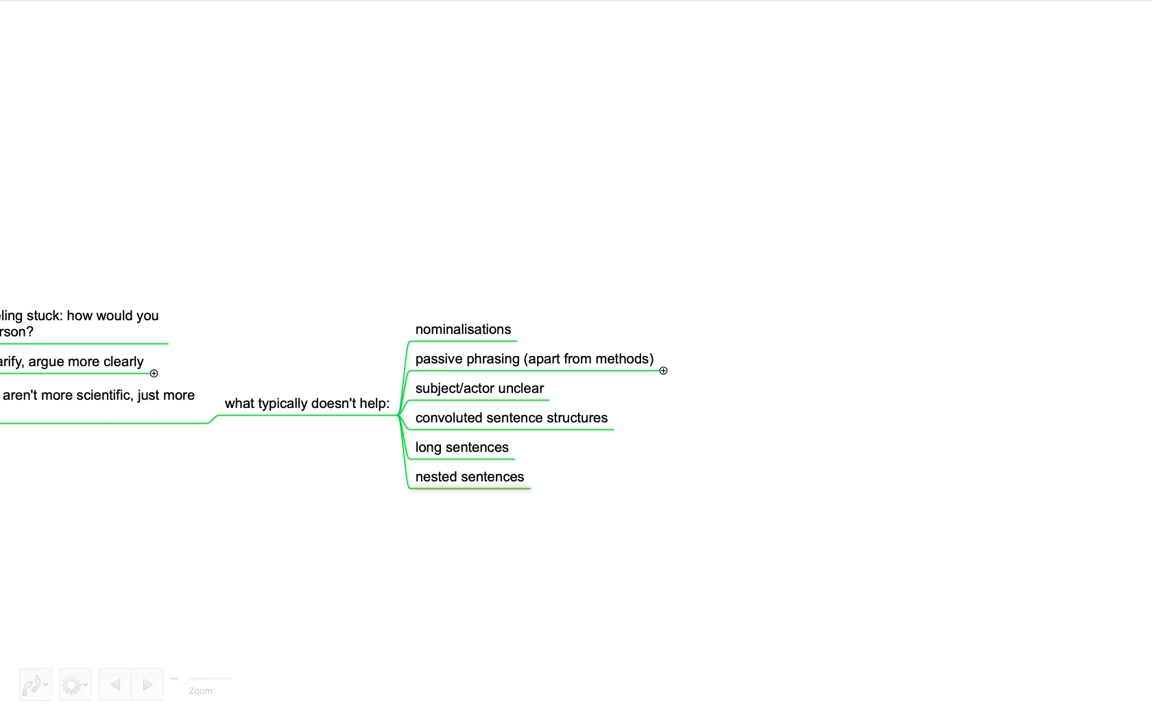 ling stuck: how would you
rson?
arify, argue more clearly
aren't more scientific, just more
what typically doesn't help:
nominalisations
passive phrasing (apart from methods)
subject/actor unclear
convoluted sentence structures
long sentences
nested sentences
Zoom